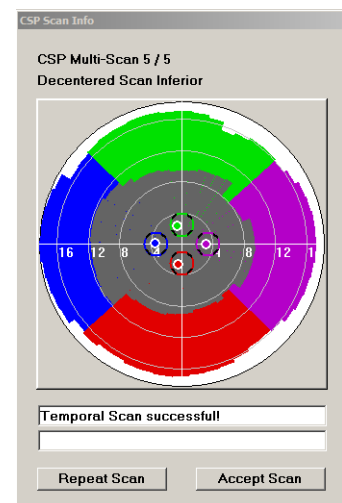 CSP Scan Info
CSP Multi-Scan 5 / 5
Decentered Scan Inferior
16 12 8 4 4 8 12 1
Temporal Scan successful!
Repeat Scan Accept Scan